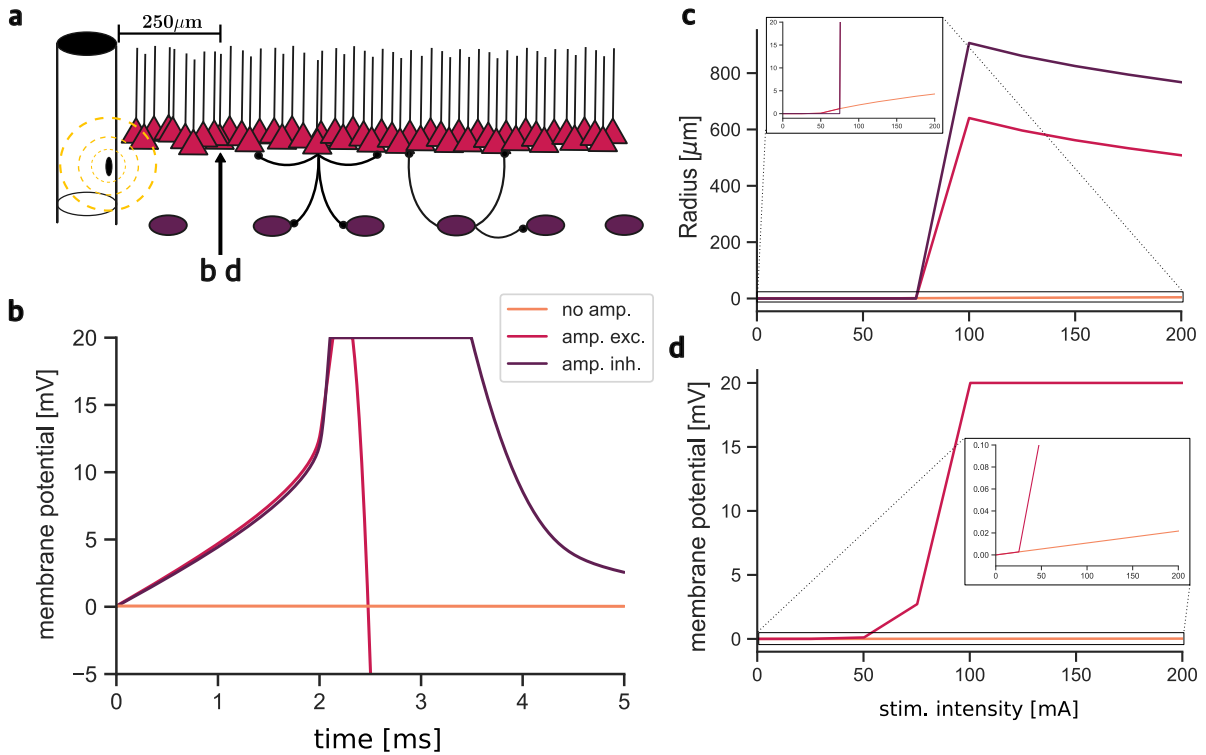 a
250μm
b d
b
no amp.
amp. exc.
amp. inh.
membrane potential [mV]
20
15
10
5
0
−5
0 1 2 3 4 5
time [ms]
c
Radius [μm]
800
600
400
200
0
0 50 100 150 200
20
15
10
5
0
0 50 100 150 200
d
membrane potential [mV]
20
15
10
5
0
0 50 100 150 200
stim. intensity [mA]
0.10
0.08
0.06
0.04
0.02
0.00
0 50 100 150 200